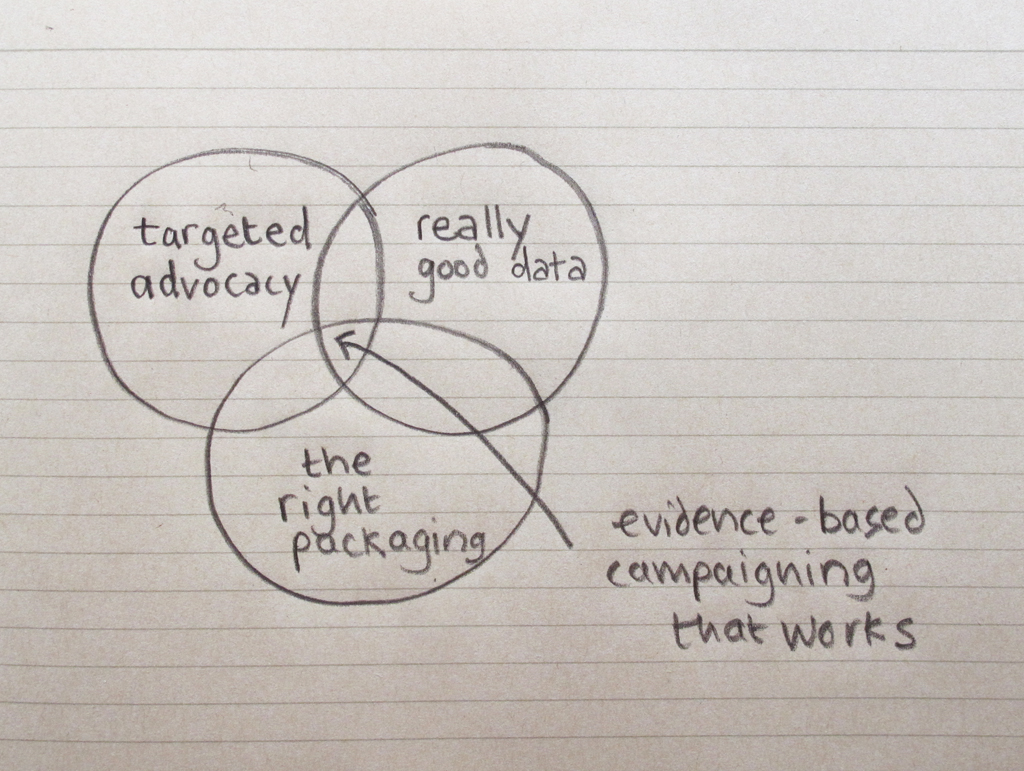 targeted
advocacy
really
good data
the
right
packaging
evidence-based
campaigning
that works